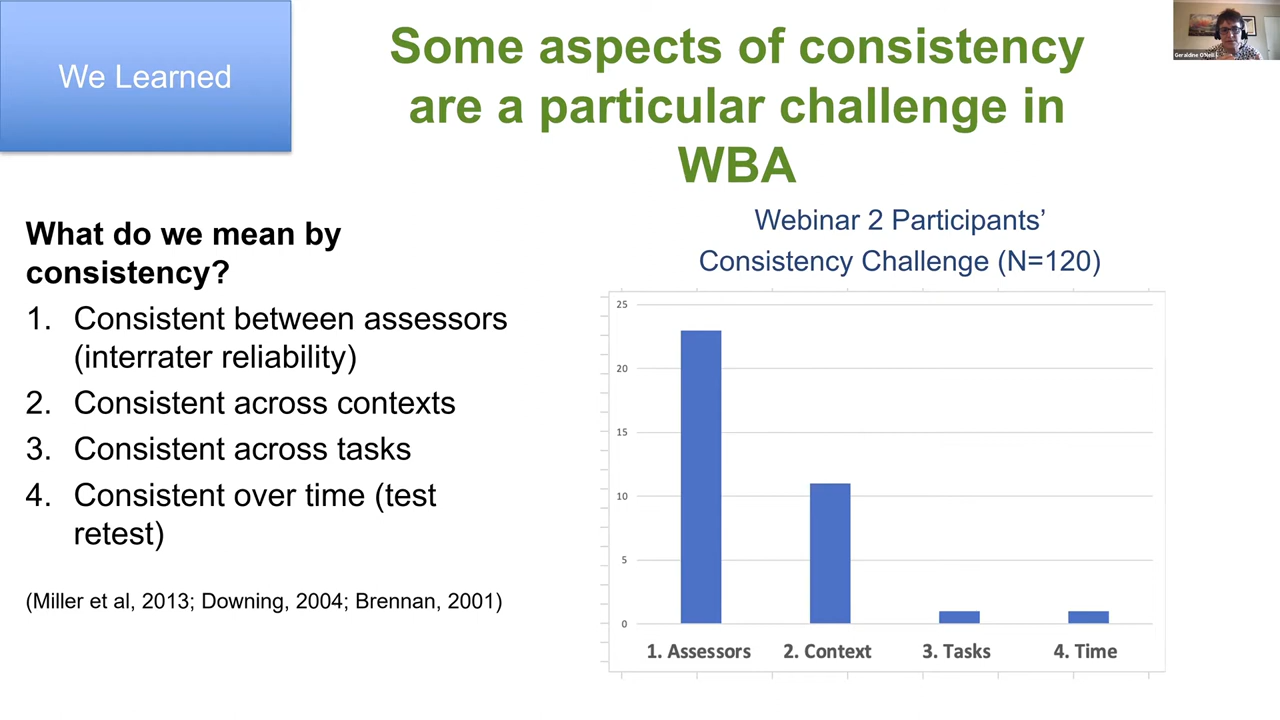 We Learned
Some aspects of consistency
are a particular challenge in
WBA
Geraldine O'Neill
What do we mean by
consistency?
1. Consistent between assessors
(interrater reliability)
2. Consistent across contexts
3. Consistent across tasks
4. Consistent over time (test
retest)
(Miller et al, 2013; Downing, 2004; Brennan, 2001)
Webinar 2 Participants’
Consistency Challenge (N=120)
25
20
15
10
5
0
1. Assessors
2. Context
3. Tasks
4. Time